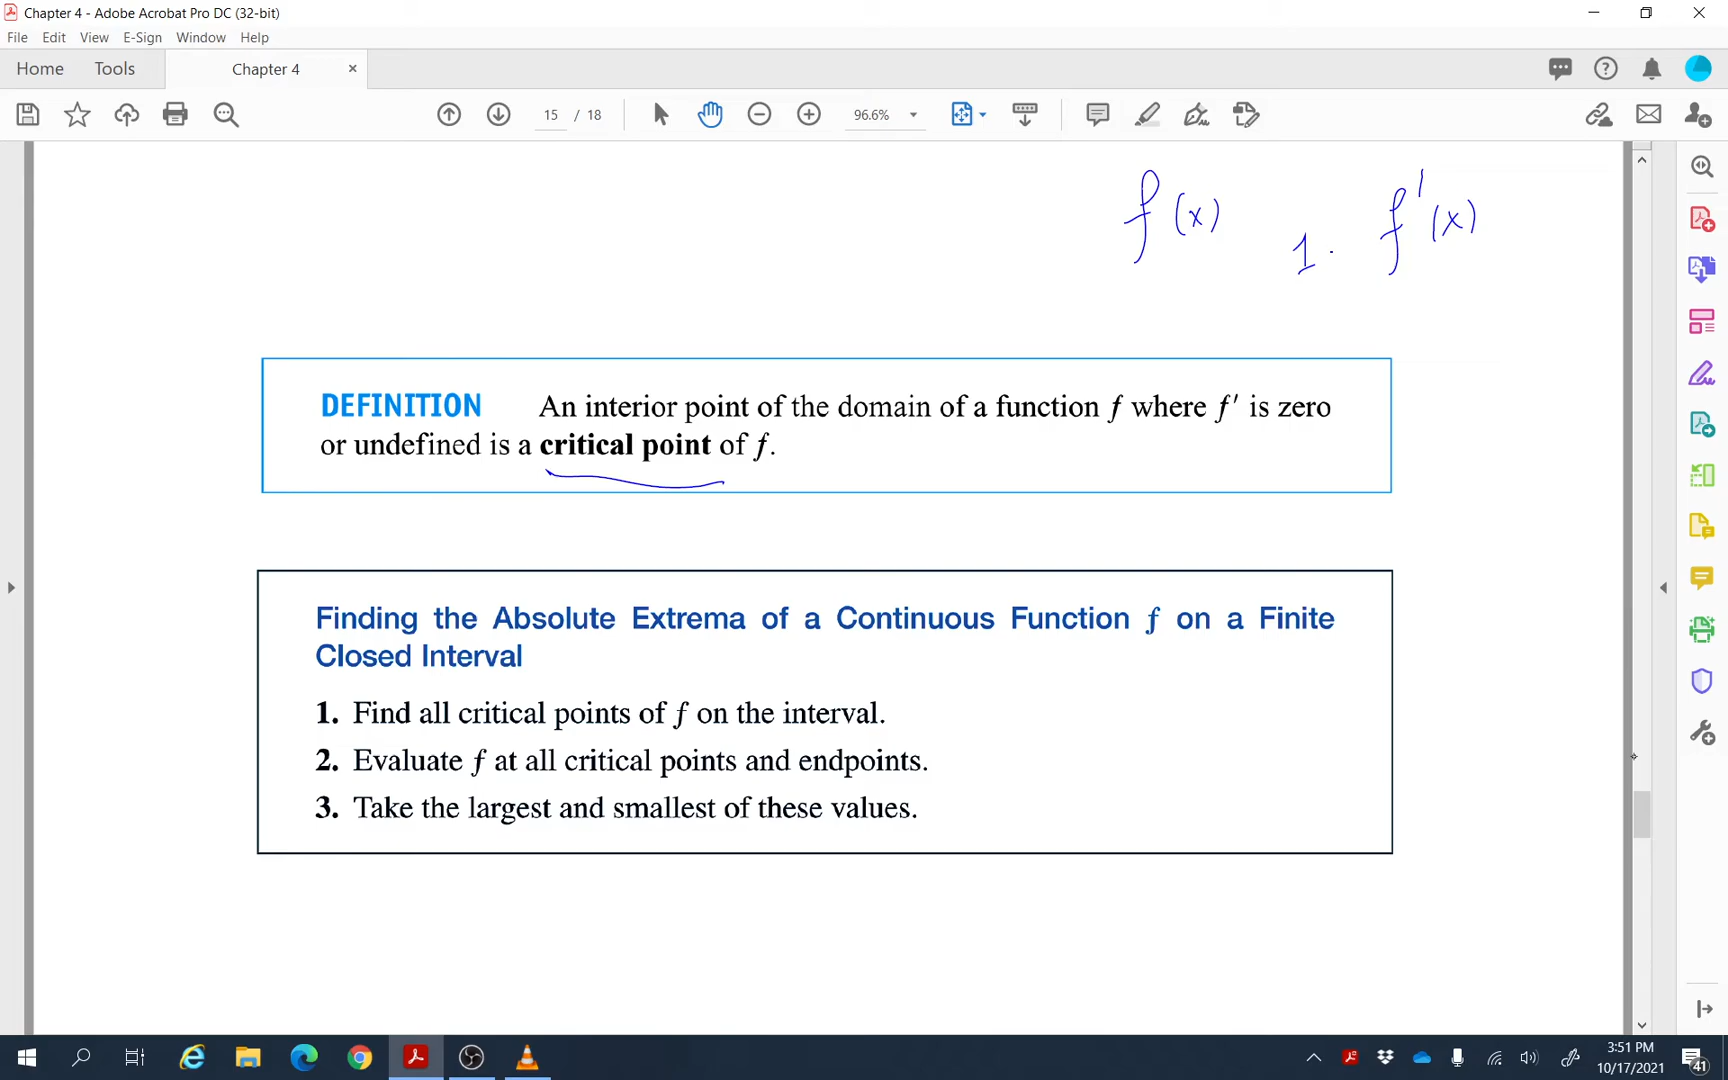 Chapter 4 - Adobe Acrobat Pro DC (32-bit)
File Edit View E-Sign Window Help
Home Tools Chapter 4
15 / 18 96.6%
f(x) 1. f'(x)
DEFINITION An interior point of the domain of a function f where f′ is zero
or undefined is a critical point of f.
Finding the Absolute Extrema of a Continuous Function f on a Finite
Closed Interval
1. Find all critical points of f on the interval.
2. Evaluate f at all critical points and endpoints.
3. Take the largest and smallest of these values.
3:51 PM
10/17/2021
41